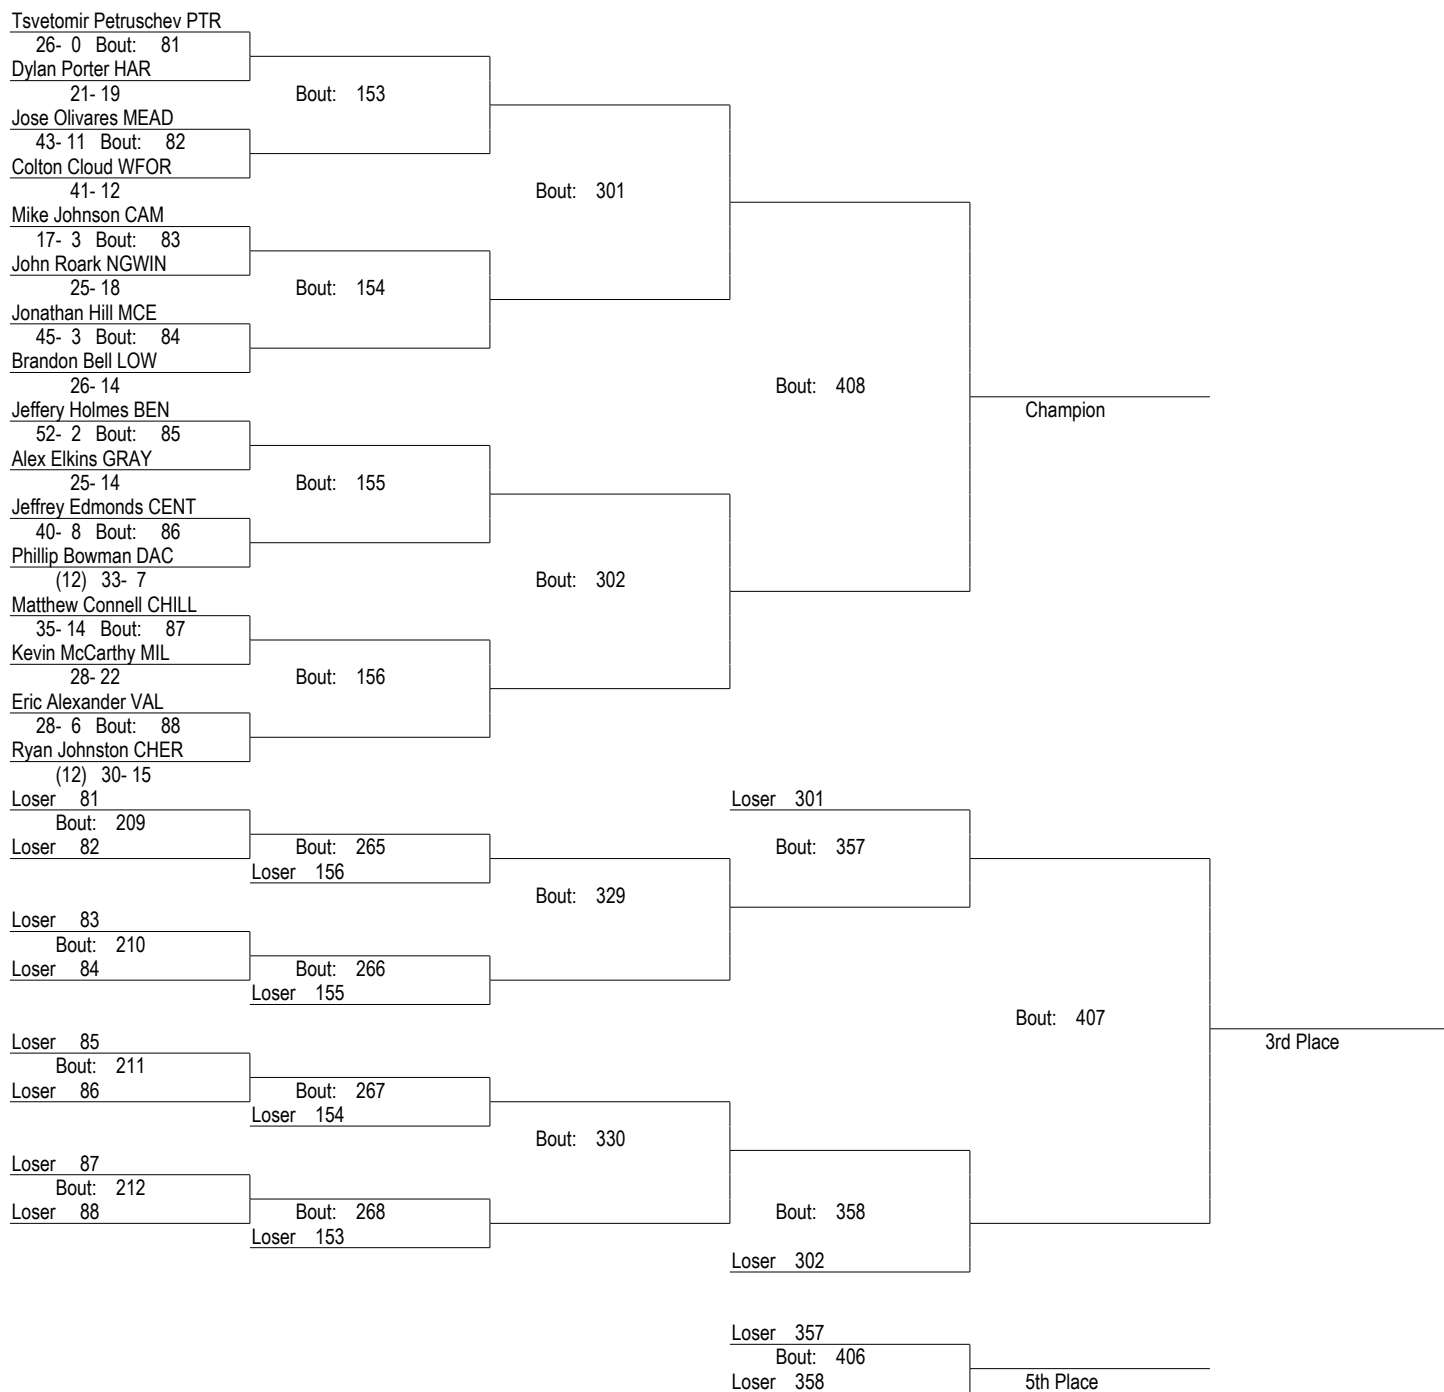 Tsvetomir Petruschev PTR
26- 0 Bout: 81
Dylan Porter HAR
21- 19 Bout: 153
Jose Olivares MEAD
43- 11 Bout: 82
Colton Cloud WFOR
41- 12 Bout: 301
Mike Johnson CAM
17- 3 Bout: 83
John Roark NGWIN
25- 18 Bout: 154
Jonathan Hill MCE
45- 3 Bout: 84
Brandon Bell LOW
26- 14 Bout: 408
Jeffery Holmes BEN Champion
52- 2 Bout: 85
Alex Elkins GRAY
25- 14 Bout: 155
Jeffrey Edmonds CENT
40- 8 Bout: 86
Phillip Bowman DAC
(12) 33- 7 Bout: 302
Matthew Connell CHILL
35- 14 Bout: 87
Kevin McCarthy MIL
28- 22 Bout: 156
Eric Alexander VAL
28- 6 Bout: 88
Ryan Johnston CHER
(12) 30- 15
Loser 81 Loser 301
Bout: 209
Loser 82 Bout: 265 Bout: 357
Loser 156
Bout: 329
Loser 83
Bout: 210
Loser 84 Bout: 266
Loser 155
Bout: 407
Loser 85 3rd Place
Bout: 211
Loser 86 Bout: 267
Loser 154
Bout: 330
Loser 87
Bout: 212
Loser 88 Bout: 268 Bout: 358
Loser 153
Loser 302
Loser 357
Bout: 406
Loser 358 5th Place